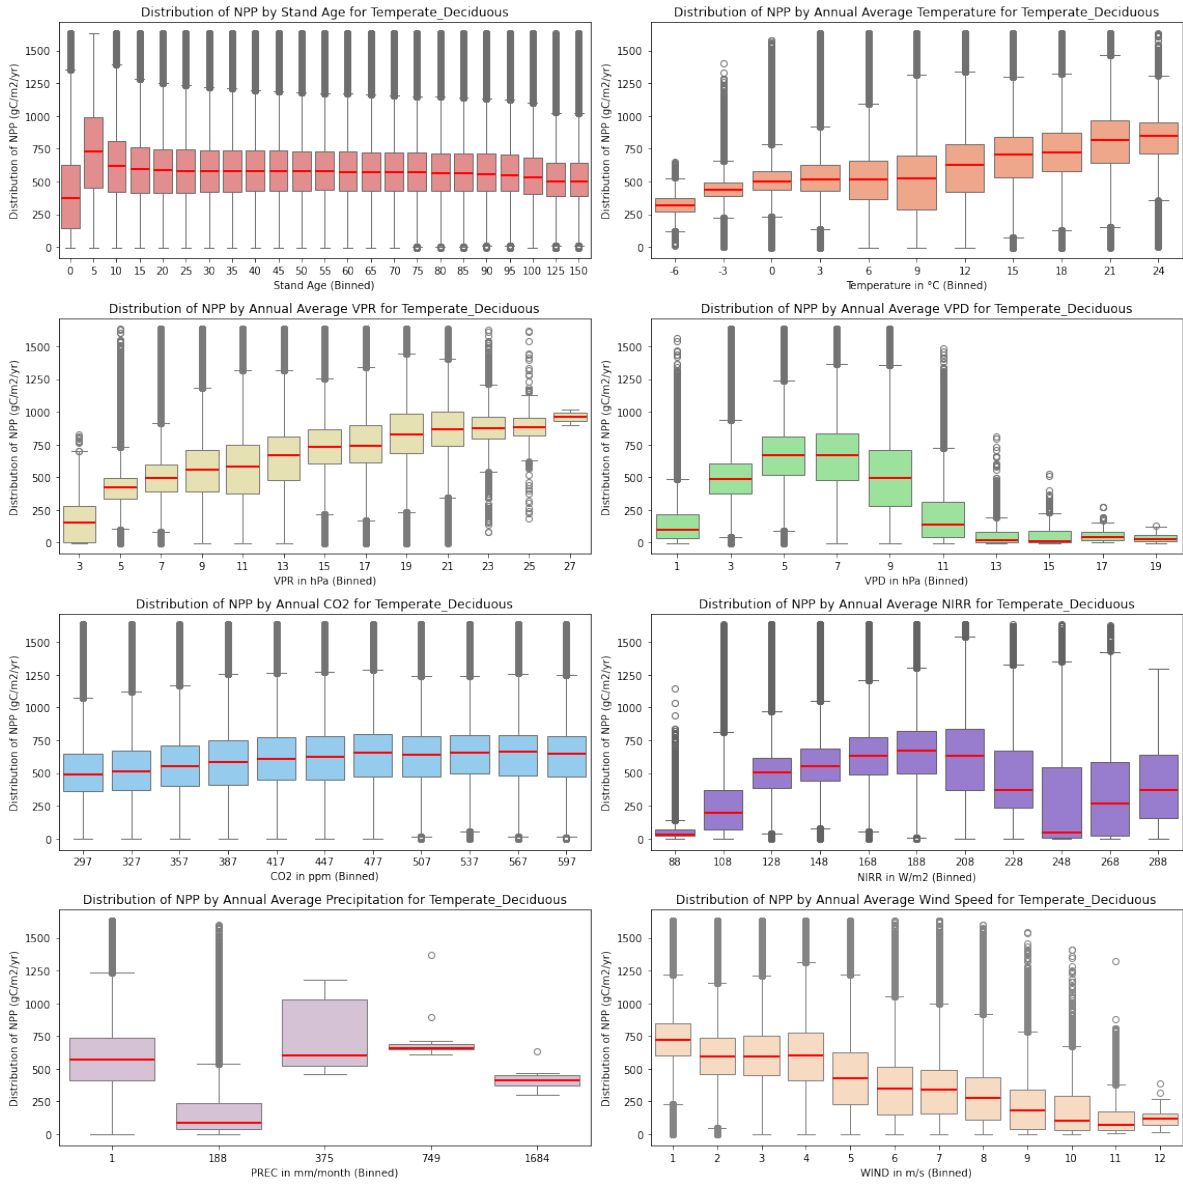 Distribution of NPP by Stand Age for Temperate_Deciduous
Distribution of NPP (gC/m2/yr)
1500
1250
1000
750
500
250
0
0 5 10 15 20 25 30 35 40 45 50 55 60 65 70 75 80 85 90 95 100 125 150
Stand Age (Binned)
Distribution of NPP by Annual Average Temperature for Temperate_Deciduous
Distribution of NPP (gC/m2/yr)
1500
1250
1000
750
500
250
0
-6 -3 0 3 6 9 12 15 18 21 24
Temperature in °C (Binned)
Distribution of NPP by Annual Average VPR for Temperate_Deciduous
Distribution of NPP (gC/m2/yr)
1500
1250
1000
750
500
250
0
3 5 7 9 11 13 15 17 19 21 23 25 27
VPR in hPa (Binned)
Distribution of NPP by Annual Average VPD for Temperate_Deciduous
Distribution of NPP (gC/m2/yr)
1500
1250
1000
750
500
250
0
1 3 5 7 9 11 13 15 17 19
VPD in hPa (Binned)
Distribution of NPP by Annual CO2 for Temperate_Deciduous
Distribution of NPP (gC/m2/yr)
1500
1250
1000
750
500
250
0
297 327 357 387 417 447 477 507 537 567 597
CO2 in ppm (Binned)
Distribution of NPP by Annual Average NIRR for Temperate_Deciduous
Distribution of NPP (gC/m2/yr)
1500
1250
1000
750
500
250
0
88 108 128 148 168 188 208 228 248 268 288
NIRR in W/m2 (Binned)
Distribution of NPP by Annual Average Precipitation for Temperate_Deciduous
Distribution of NPP (gC/m2/yr)
1500
1250
1000
750
500
250
0
1 188 375 749 1684
PREC in mm/month (Binned)
Distribution of NPP by Annual Average Wind Speed for Temperate_Deciduous
Distribution of NPP (gC/m2/yr)
1500
1250
1000
750
500
250
0
1 2 3 4 5 6 7 8 9 10 11 12
WIND in m/s (Binned)